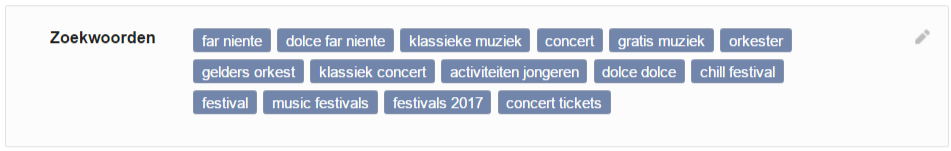 Zoekwoorden far niente dolce far niente klassieke muziek concert gratis muziek orkester
gelders orkest klassiek concert activiteiten jongeren dolce dolce chill festival
festival music festivals festivals 2017 concert tickets